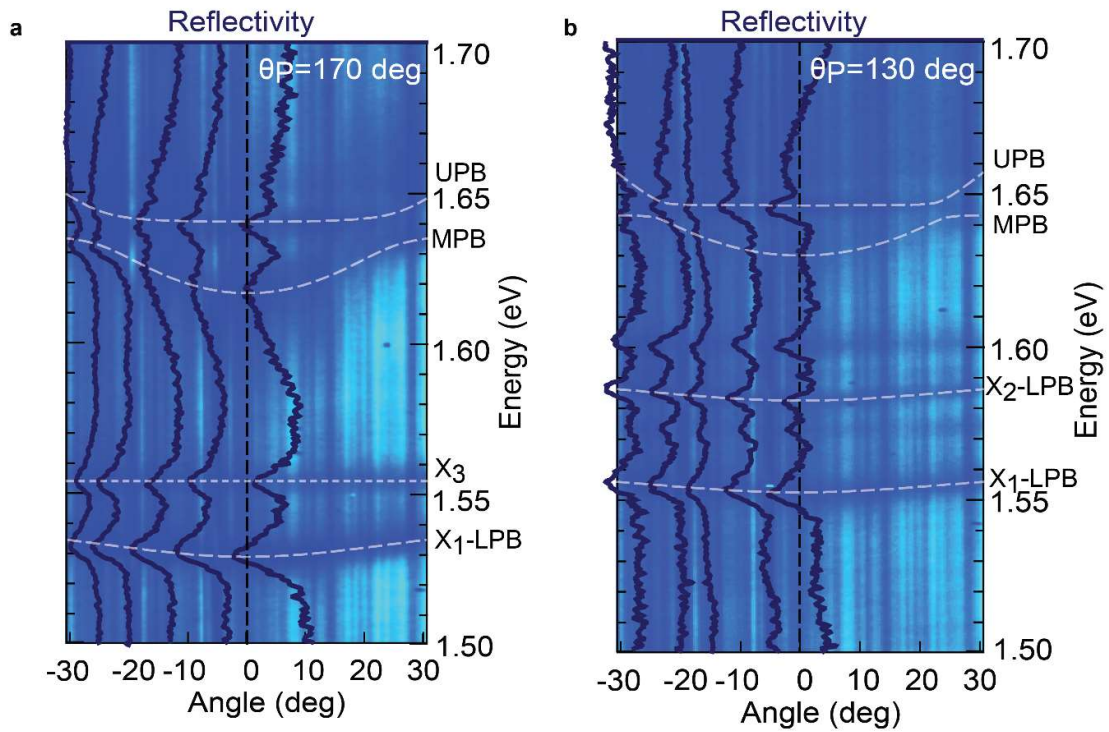 a
Reflectivity
θP=170 deg
1.70
UPB
1.65
MPB
1.60
Energy (eV)
X3
1.55
X1-LPB
1.50
-30 -20 -10 0 10 20 30
Angle (deg)
b
Reflectivity
θP=130 deg
1.70
UPB
1.65
MPB
1.60
Energy (eV)
X2-LPB
X1-LPB
1.55
1.50
-30 -20 -10 0 10 20 30
Angle (deg)